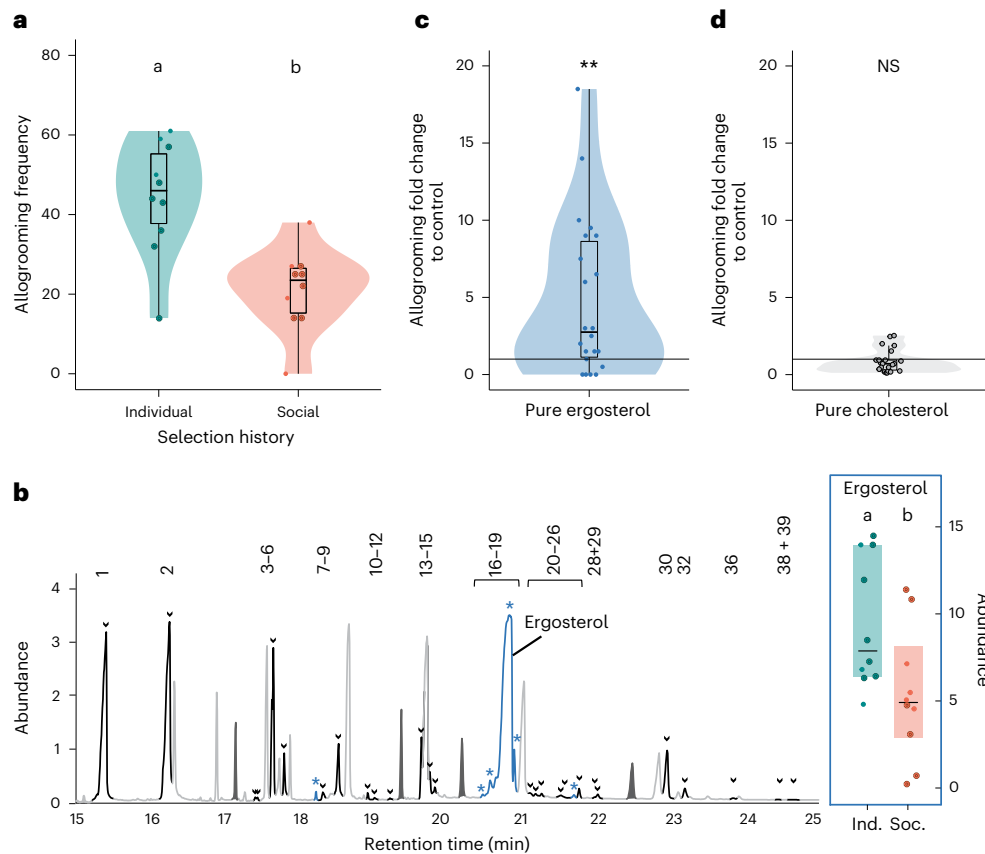 a
80
60
40
20
0
Allogrooming frequency
a
b
Individual
Social
Selection history
c
20
15
10
5
0
Allogrooming fold change
to control
**
Pure ergosterol
d
20
15
10
5
0
Allogrooming fold change
to control
NS
Pure cholesterol
b
4
3
2
1
0
Abundance
1
2
3–6
7–9
10–12
13–15
16–19
20–26
28+29
30
32
36
38 + 39
*
*
*
*
*
*
Ergosterol
15
16
17
18
19
20
21
22
23
24
25
Retention time (min)
Ergosterol
a
b
15
10
5
0
Abundance
Ind.
Soc.